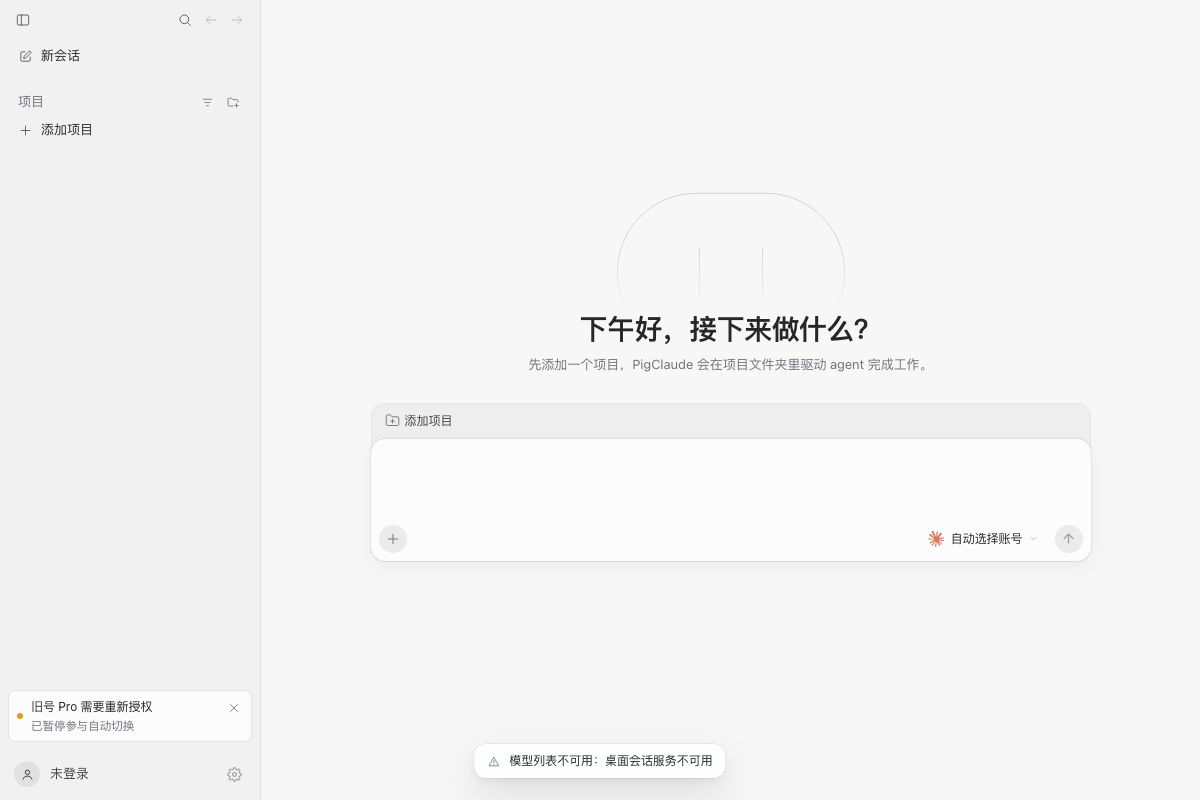 新会话
项目
添加项目
下午好，接下来做什么?
先添加一个项目，PigClaude 会在项目文件夹里驱动 agent 完成工作。
添加项目
自动选择账号
旧号 Pro 需要重新授权
已暂停参与自动切换
未登录
模型列表不可用：桌面会话服务不可用